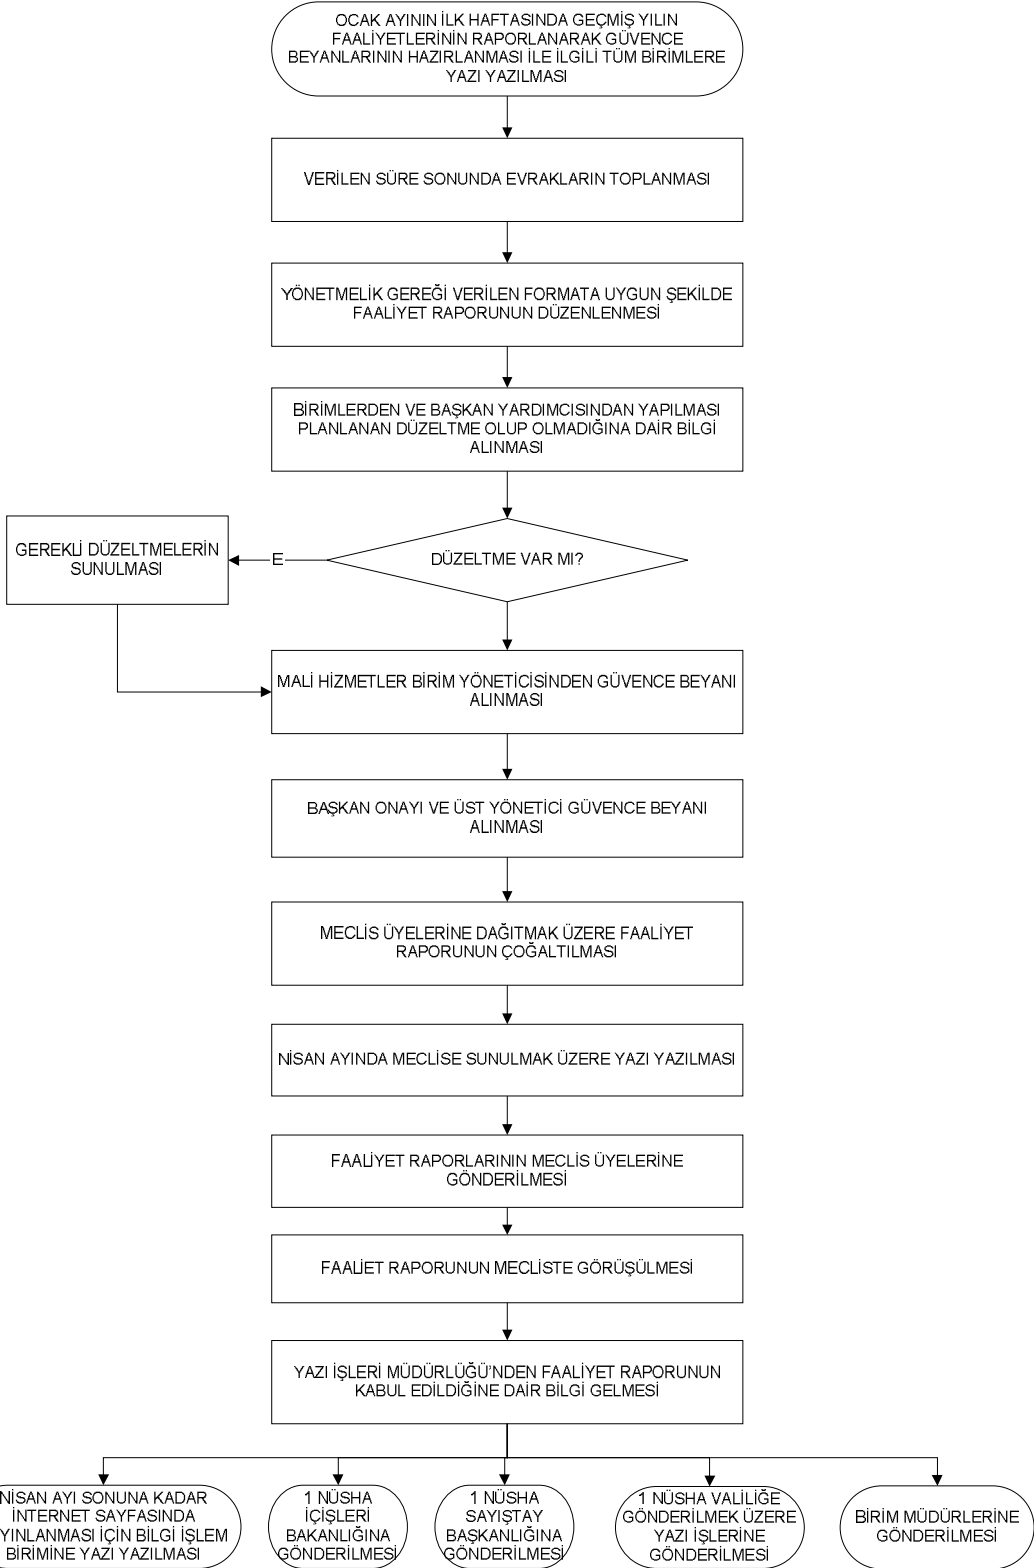 OCAK AYININ İLK HAFTASINDA GEÇMİŞ YILIN
FAALİYETLERİNİN RAPORLANARAK GÜVENCE
BEYANLARININ HAZIRLANMASI İLE İLGİLİ TÜM BİRİMLERE
YAZI YAZILMASI
VERİLEN SÜRE SONUNDA EVRAKLARIN TOPLANMASI
YÖNETMELİK GEREĞİ VERİLEN FORMATA UYGUN ŞEKİLDE
FAALİYET RAPORUNUN DÜZENLENMESİ
BİRİMLERDEN VE BAŞKAN YARDIMCISINDAN YAPILMASI
PLANLANAN DÜZELTME OLUP OLMADIĞINA DAİR BİLGİ
ALINMASI
DÜZELTME VAR MI?
E
GEREKLİ DÜZELTMELERİN
SUNULMASI
MALİ HİZMETLER BİRİM YÖNETİCİSİNDEN GÜVENCE BEYANI
ALINMASI
BAŞKAN ONAYI VE ÜST YÖNETİCİ GÜVENCE BEYANI
ALINMASI
MECLİS ÜYELERİNE DAĞITMAK ÜZERE FAALİYET
RAPORUNUN ÇOĞALTILMASI
NİSAN AYINDA MECLİSE SUNULMAK ÜZERE YAZI YAZILMASI
FAALİYET RAPORLARININ MECLİS ÜYELERİNE
GÖNDERİLMESİ
FAALİET RAPORUNUN MECLİSTE GÖRÜŞÜLMESİ
YAZI İŞLERİ MÜDÜRLÜĞÜ'NDEN FAALİYET RAPORUNUN
KABUL EDİLDİĞİNE DAİR BİLGİ GELMESİ
NİSAN AYI SONUNA KADAR
İNTERNET SAYFASINDA
YINLANMASI İÇİN BİLGİ İŞLEM
BİRİMİNE YAZI YAZILMASI
1 NÜSHA
İÇİŞLERİ
BAKANLIĞINA
GÖNDERİLMESİ
1 NÜSHA
SAYIŞTAY
BAŞKANLIĞINA
GÖNDERİLMESİ
1 NÜSHA VALİLİĞE
GÖNDERİLMEK ÜZERE
YAZI İŞLERİNE
GÖNDERİLMESİ
BİRİM MÜDÜRLERİNE
GÖNDERİLMESİ